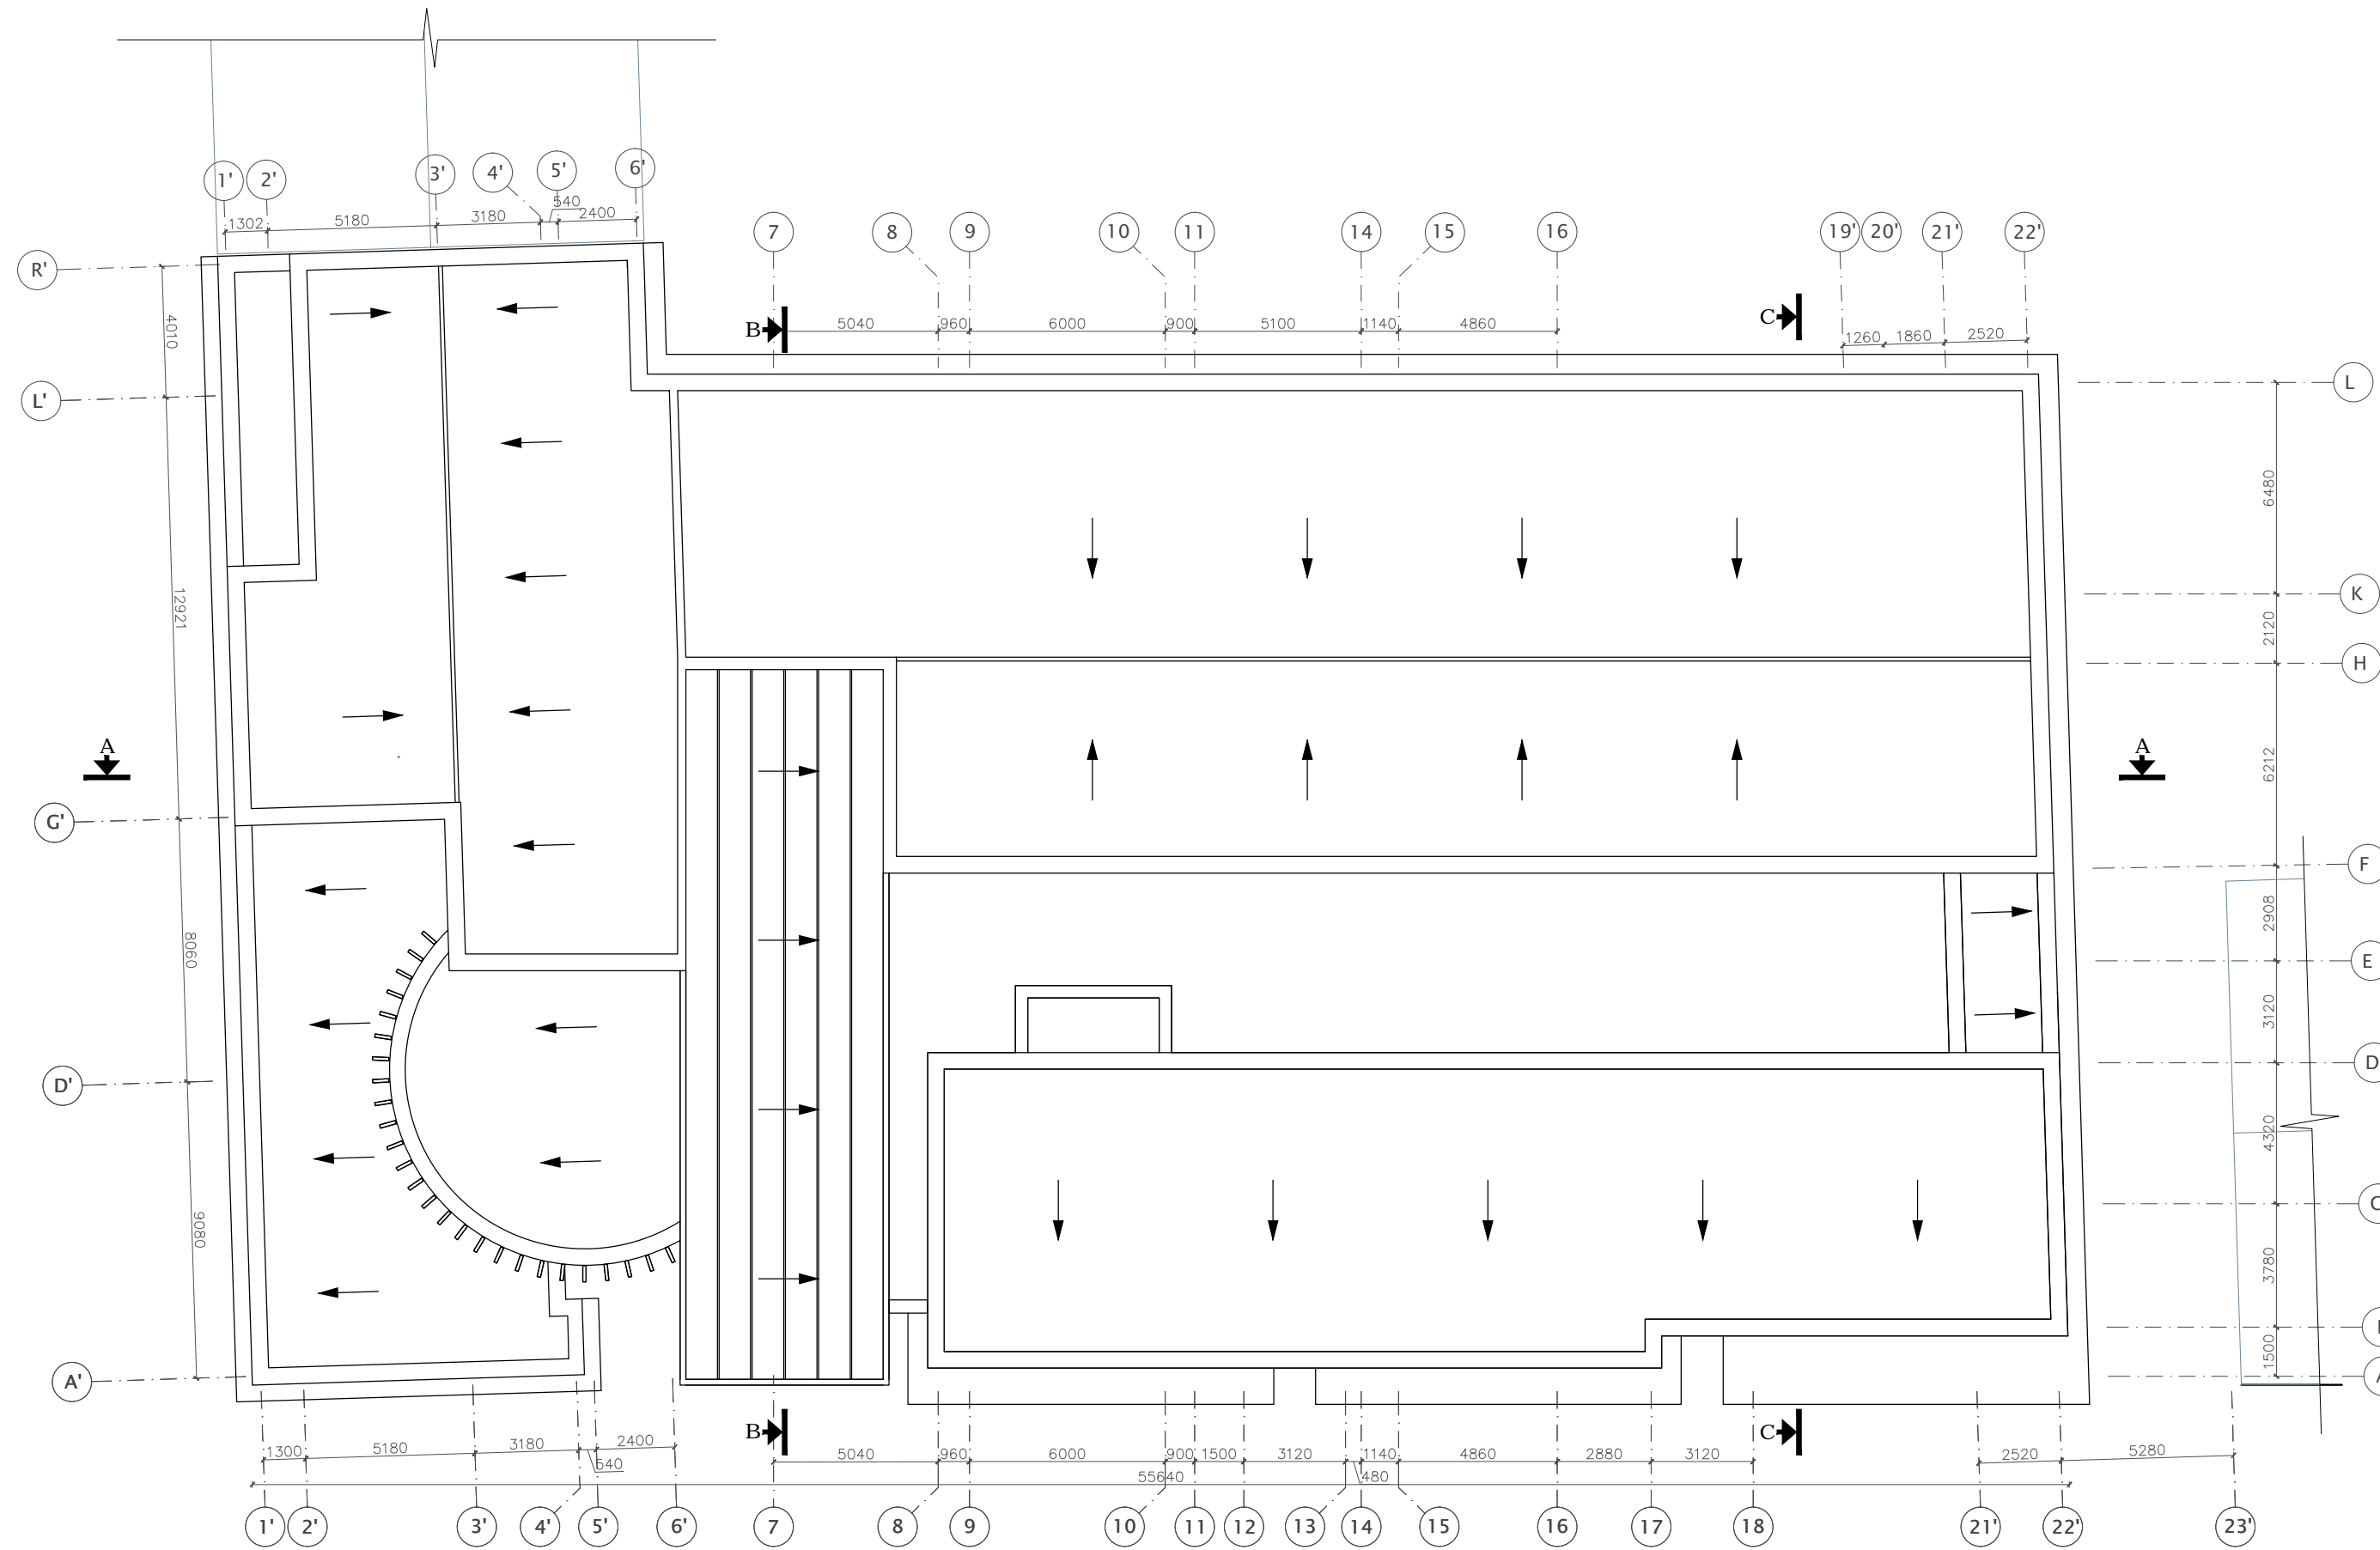 1' 2' 3' 4' 5' 6'
1302 5180 3180 540 2400
7 8 9 10 11 14 15 16 19' 20' 21' 22'
R'
B 5040 960 6000 900 5100 1140 4860 C 1260 1860 2520
4010
L' L
6480
K
12921 2120
H
A A
6212
G'
F
2908
8060
E
3120
D' D
4320
C
9080
3780
1500
A'
B 5040 960 6000 900 1500 3120 1140 4860 2880 3120 C 2520 5280
1300 5180 3180 540 2400
55640 480
1' 2' 3' 4' 5' 6' 7 8 9 10 11 12 13 14 15 16 17 18 21' 22' 23'